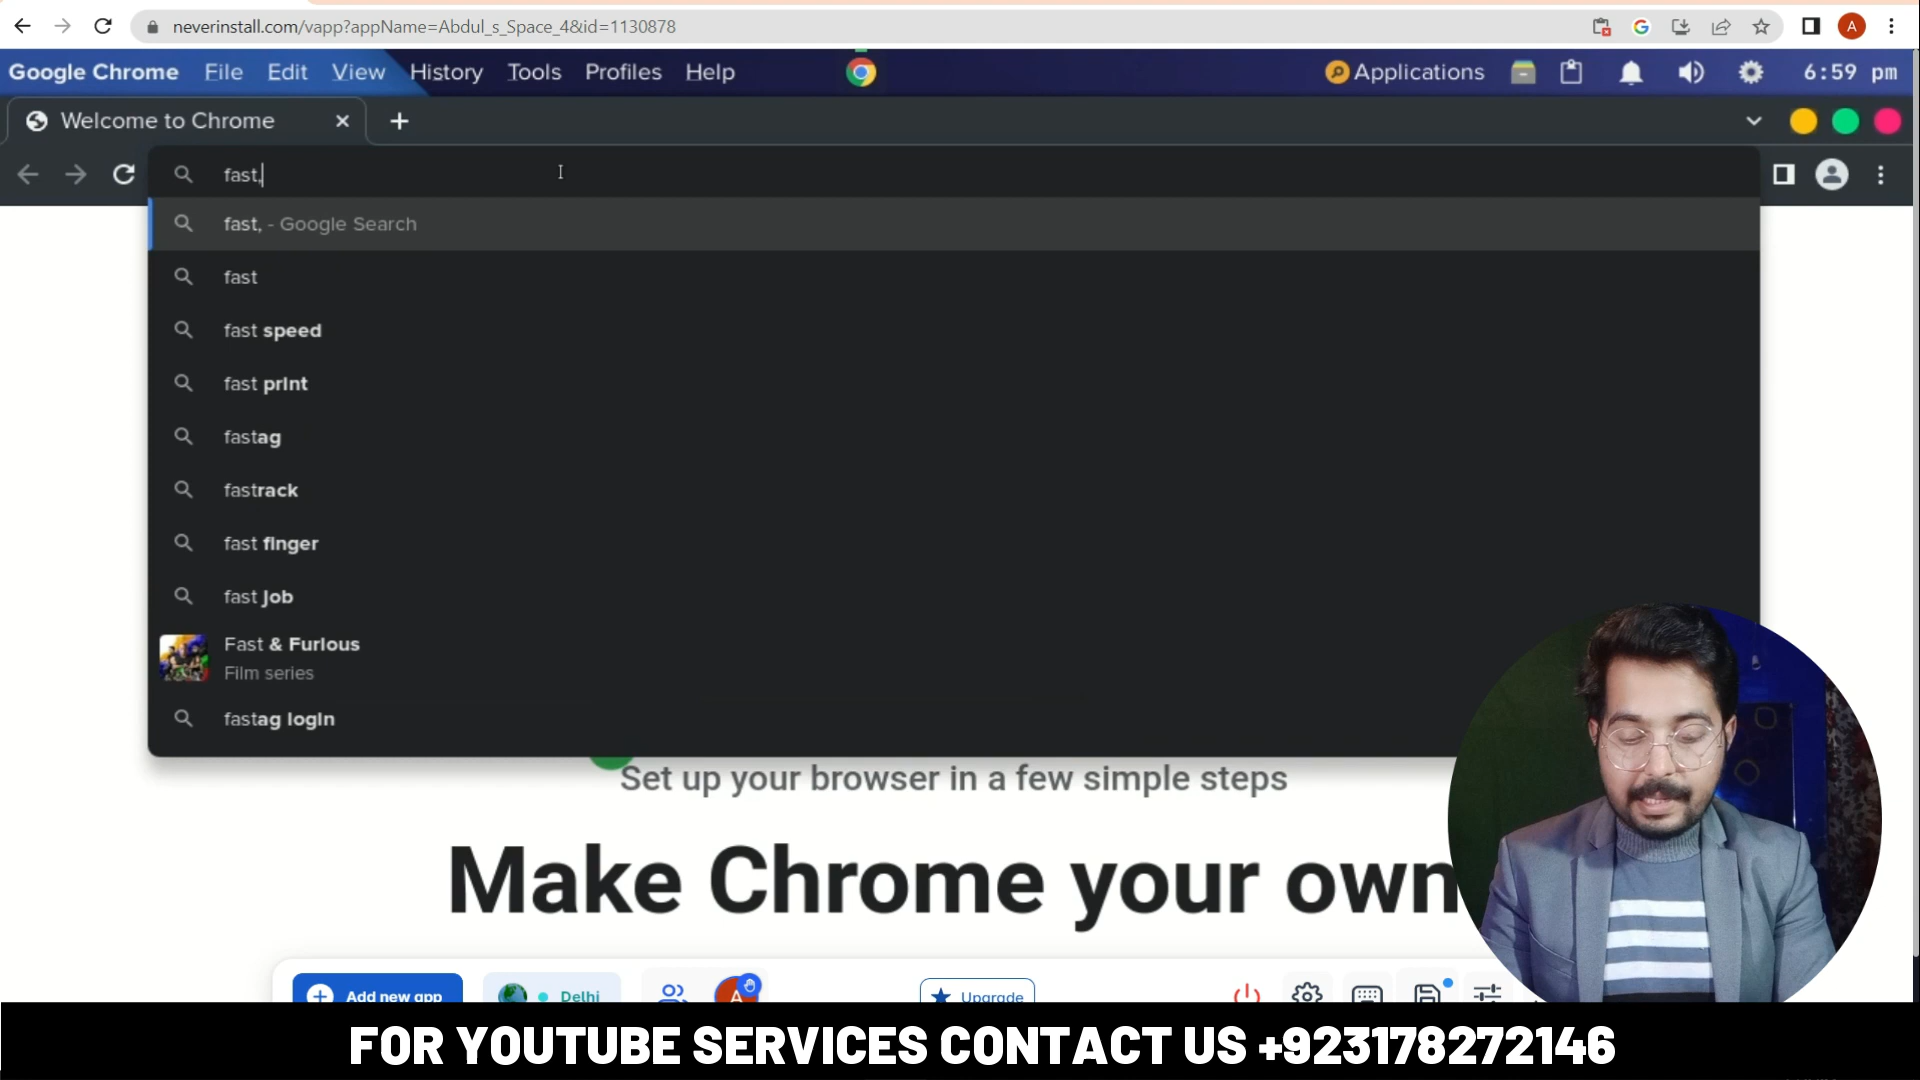 neverinstall.com/vapp?appName=Abdul_s_Space_4&id=1130878
A
Google Chrome File Edit View History Tools Profiles Help
Applications
6:59 pm
Welcome to Chrome
fast,
fast, - Google Search
fast
fast speed
fast print
fastag
fastrack
fast finger
fast job
Fast & Furious
Film series
fastag login
Set up your browser in a few simple steps
Make Chrome your own
Add new app
Delhi
A
Upgrade
FOR YOUTUBE SERVICES CONTACT US +923178272146